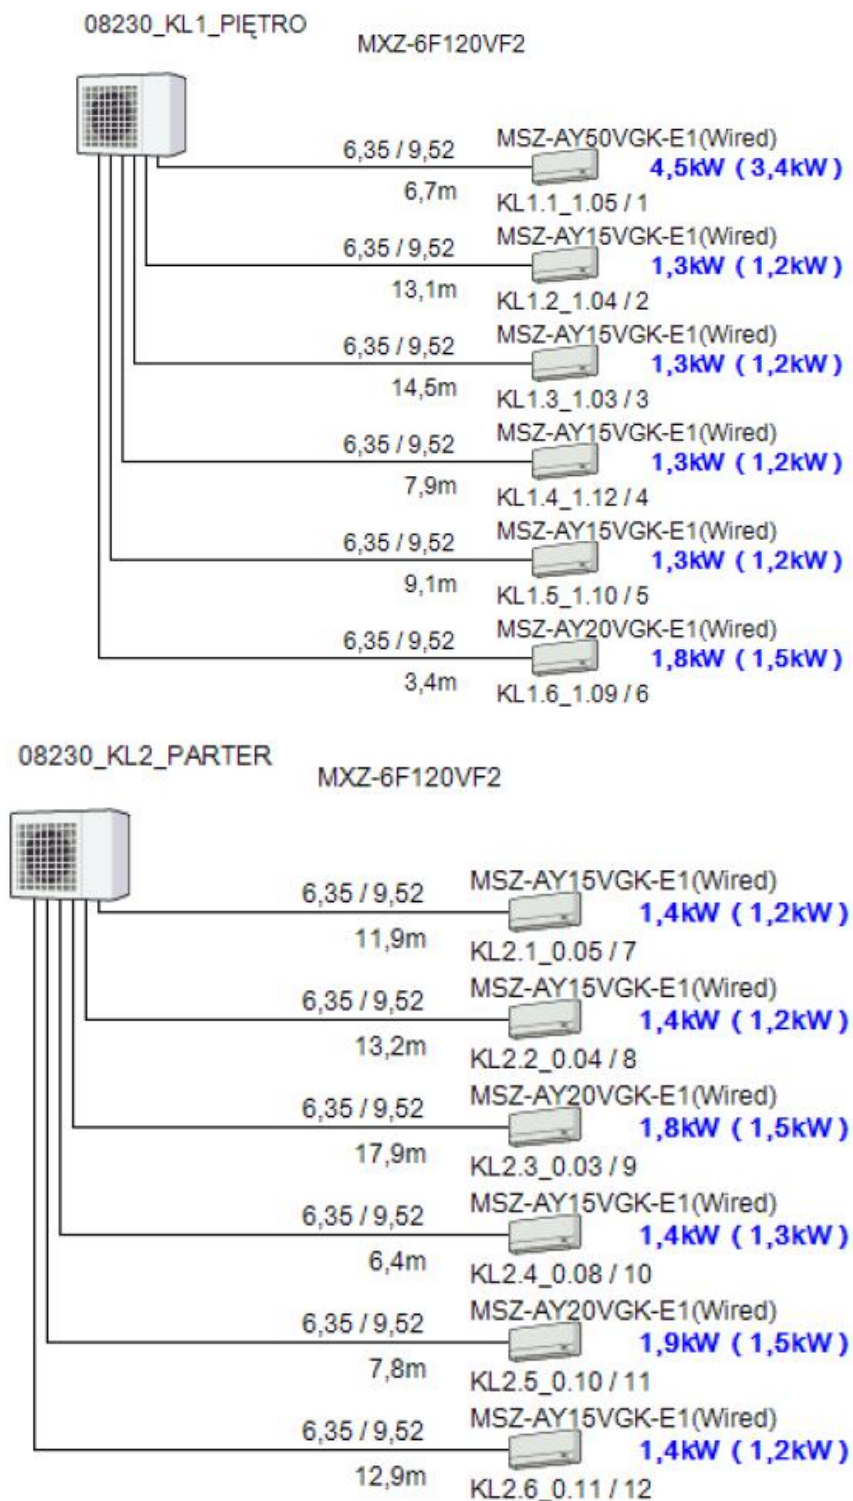 08230_KL1_PIĘTRO
MXZ-6F120VF2
6,35 / 9,52
MSZ-AY50VGK-E1(Wired)
4,5kW ( 3,4kW )
6,7m
KL1.1_1.05 / 1
6,35 / 9,52
MSZ-AY15VGK-E1(Wired)
1,3kW ( 1,2kW )
13,1m
KL1.2_1.04 / 2
6,35 / 9,52
MSZ-AY15VGK-E1(Wired)
1,3kW ( 1,2kW )
14,5m
KL1.3_1.03 / 3
6,35 / 9,52
MSZ-AY15VGK-E1(Wired)
1,3kW ( 1,2kW )
7,9m
KL1.4_1.12 / 4
6,35 / 9,52
MSZ-AY15VGK-E1(Wired)
1,3kW ( 1,2kW )
9,1m
KL1.5_1.10 / 5
6,35 / 9,52
MSZ-AY20VGK-E1(Wired)
1,8kW ( 1,5kW )
3,4m
KL1.6_1.09 / 6
08230_KL2_PARTER
MXZ-6F120VF2
6,35 / 9,52
MSZ-AY15VGK-E1(Wired)
1,4kW ( 1,2kW )
11,9m
KL2.1_0.05 / 7
6,35 / 9,52
MSZ-AY15VGK-E1(Wired)
1,4kW ( 1,2kW )
13,2m
KL2.2_0.04 / 8
6,35 / 9,52
MSZ-AY20VGK-E1(Wired)
1,8kW ( 1,5kW )
17,9m
KL2.3_0.03 / 9
6,35 / 9,52
MSZ-AY15VGK-E1(Wired)
1,4kW ( 1,3kW )
6,4m
KL2.4_0.08 / 10
6,35 / 9,52
MSZ-AY20VGK-E1(Wired)
1,9kW ( 1,5kW )
7,8m
KL2.5_0.10 / 11
6,35 / 9,52
MSZ-AY15VGK-E1(Wired)
1,4kW ( 1,2kW )
12,9m
KL2.6_0.11 / 12